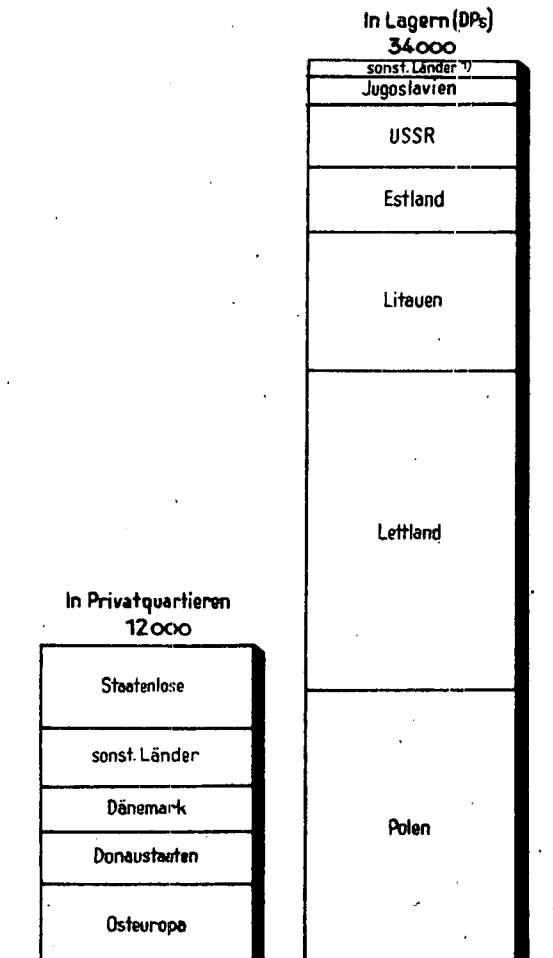 In Lagern (DPs)
34000
sonst. Länder 1)
Jugoslavien
USSR
Estland
Litauen
Lettland
Polen
In Privatquartieren
12000
Staatenlose
sonst. Länder
Dänemark
Donaustaaten
Osteuropa